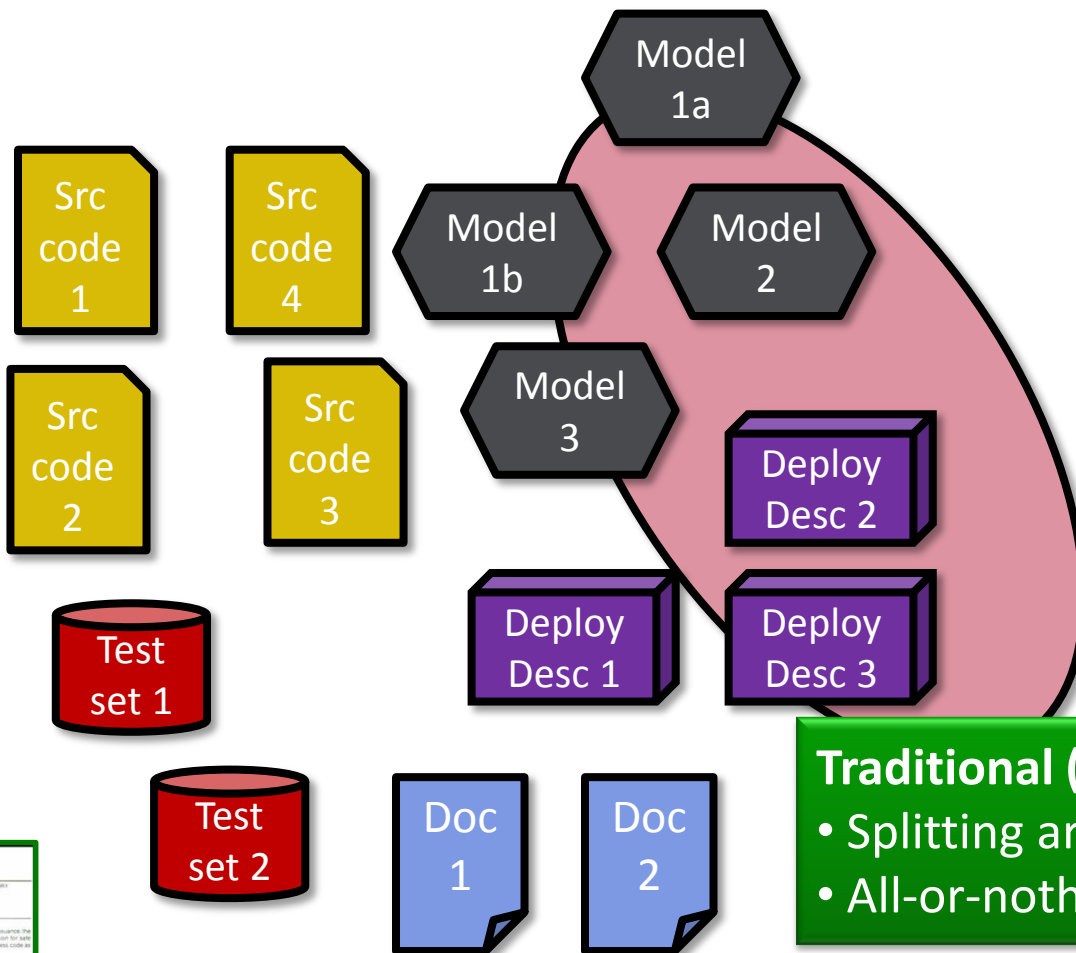 Model
1a
Src
code
1
Src
code
4
Model
1b
Model
2
Src
code
2
Src
code
3
Model
3
Deploy
Desc 2
Deploy
Desc 1
Deploy
Desc 3
Test
set 1
Test
set 2
Doc
1
Doc
2
Traditional (
• Splitting
• All-or-noth